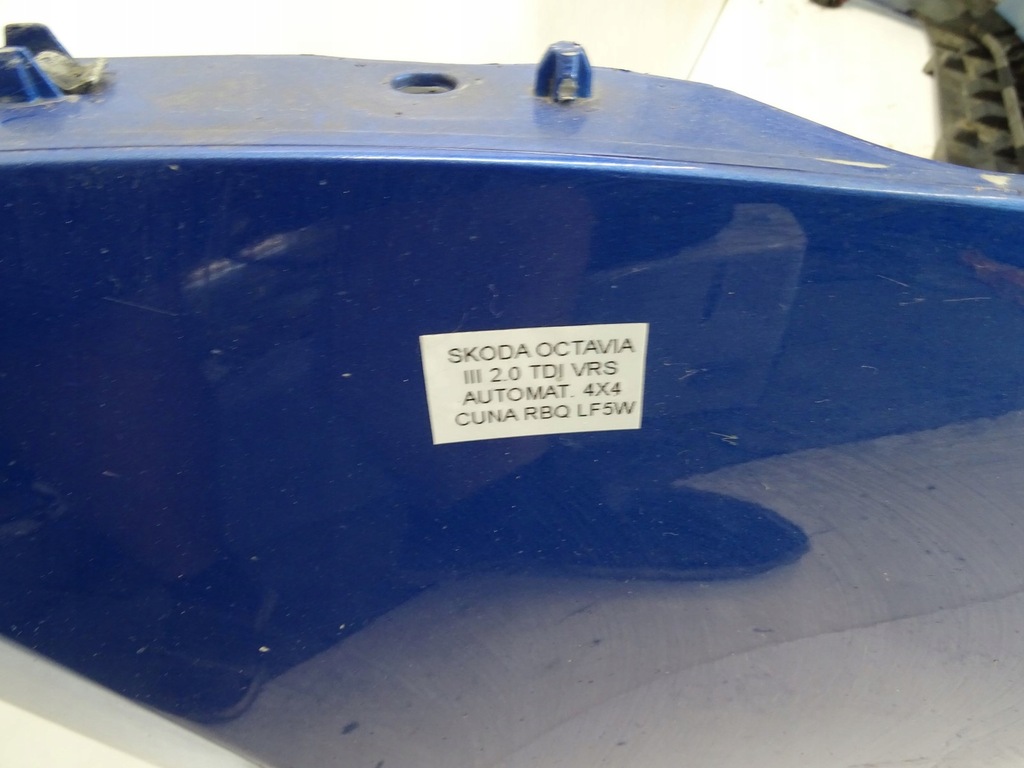 SKODA OCTAVIA
III 2.0 TDI VRS
AUTOMAT. 4X4
CUNA RBQ LF5W